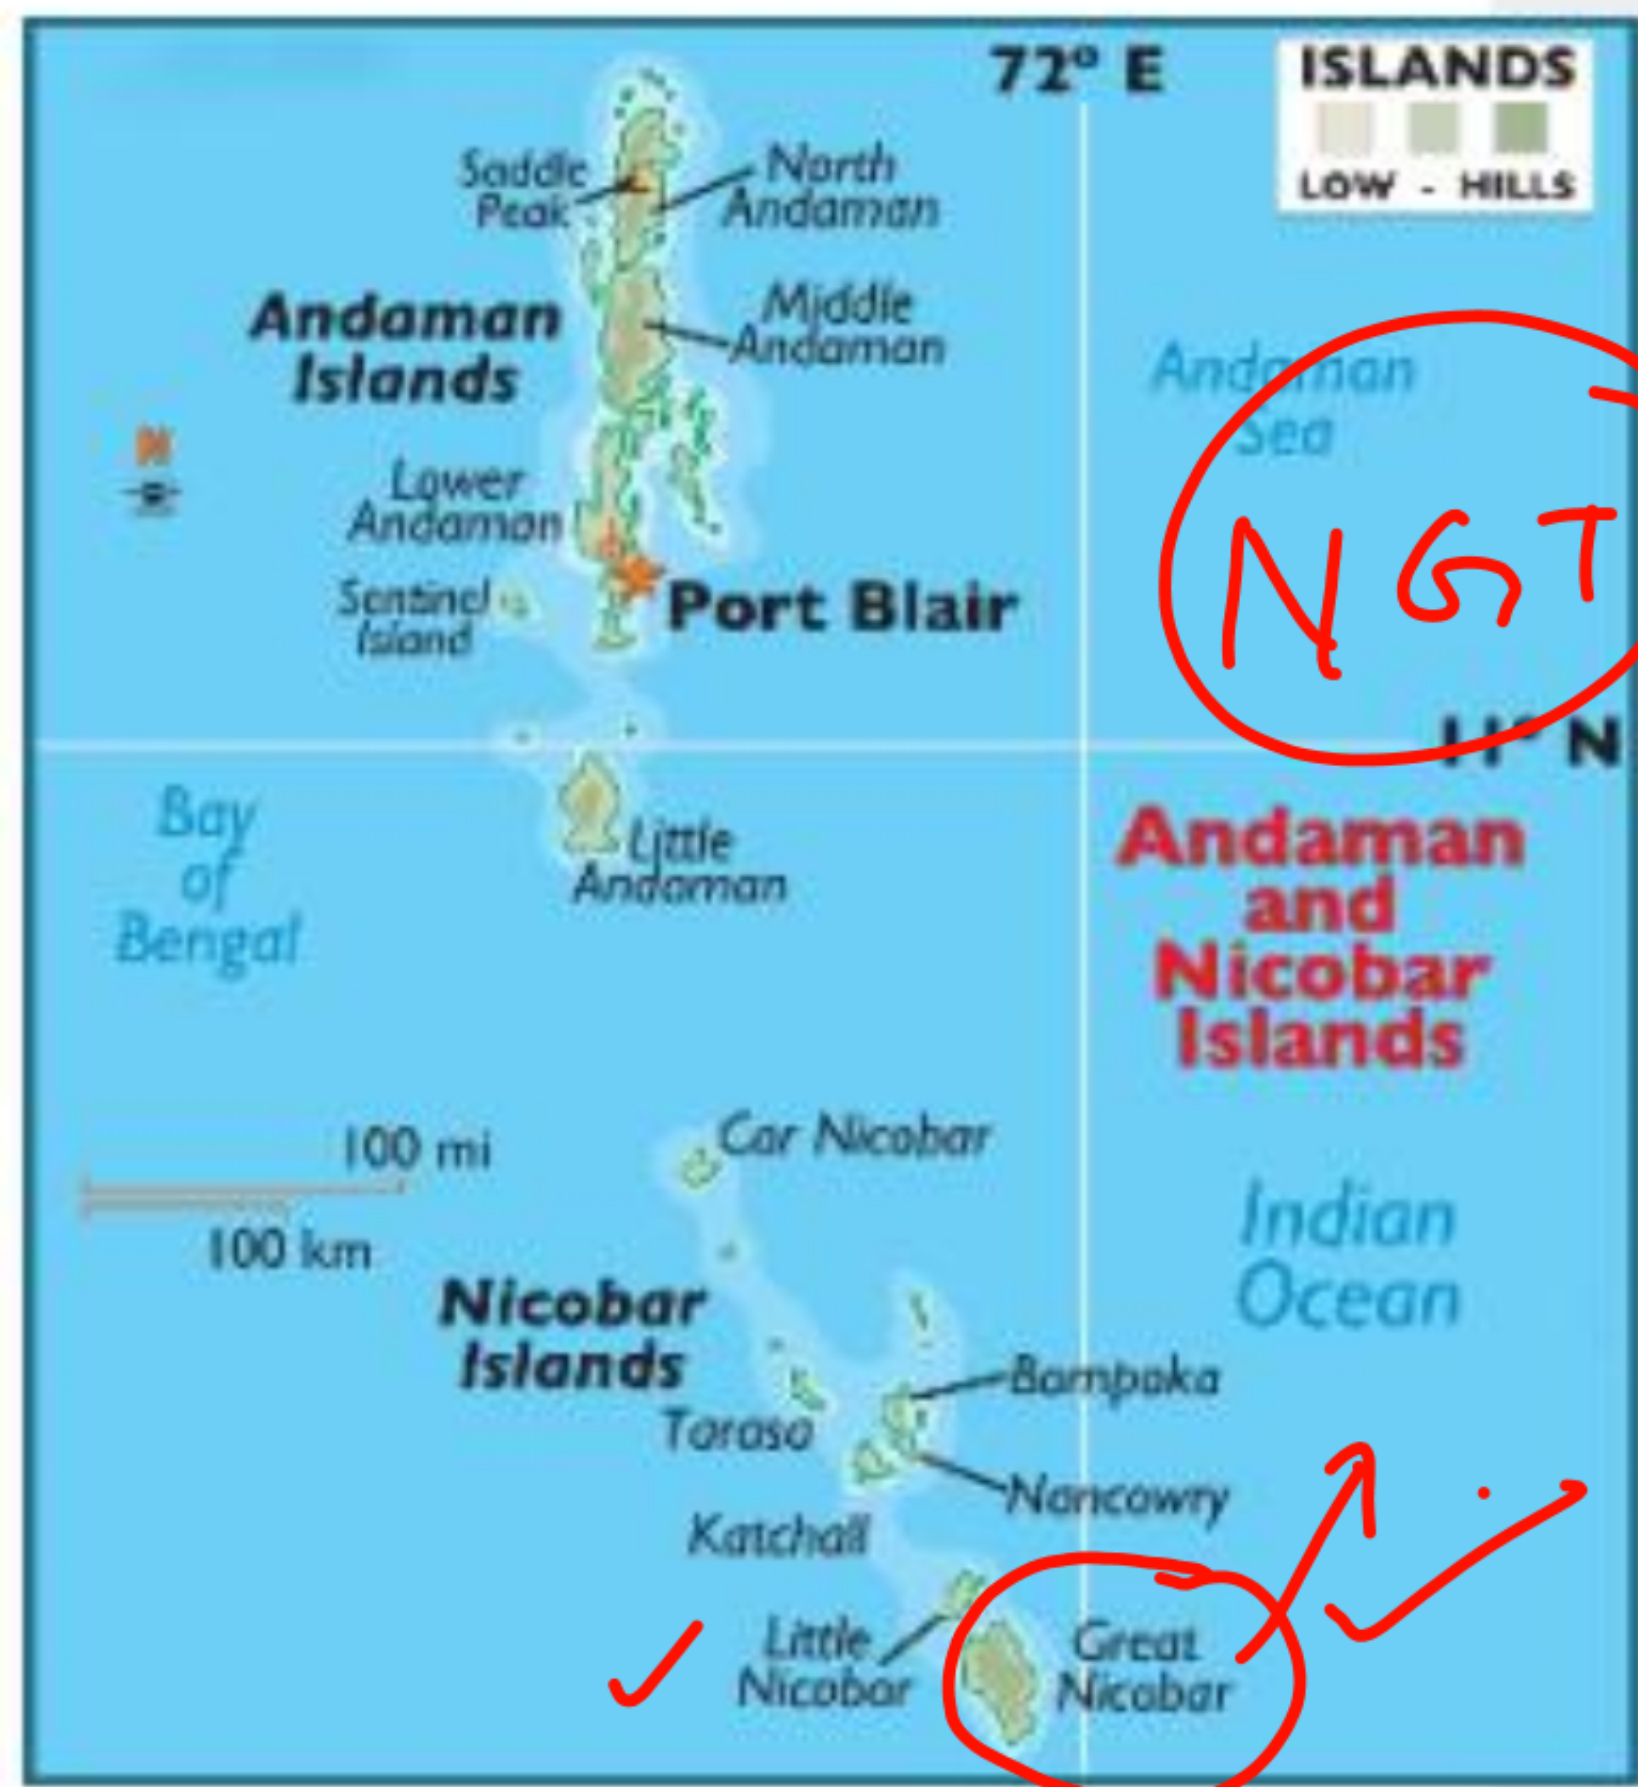 72° E
ISLANDS
LOW - HILLS
Saddle
Peak
North
Andaman
Andaman
Islands
Middle
Andaman
Andaman
Sea
N
Lower
Andaman
NGT
Sentinel
Island
Port Blair
11° N
Bay
of
Bengal
Little
Andaman
Andaman
and
Nicobar
Islands
100 mi
100 km
Car Nicobar
Indian
Ocean
Nicobar
Islands
Bompoka
Tarasa
Nancowry
Katchall
Little
Nicobar
Great
Nicobar